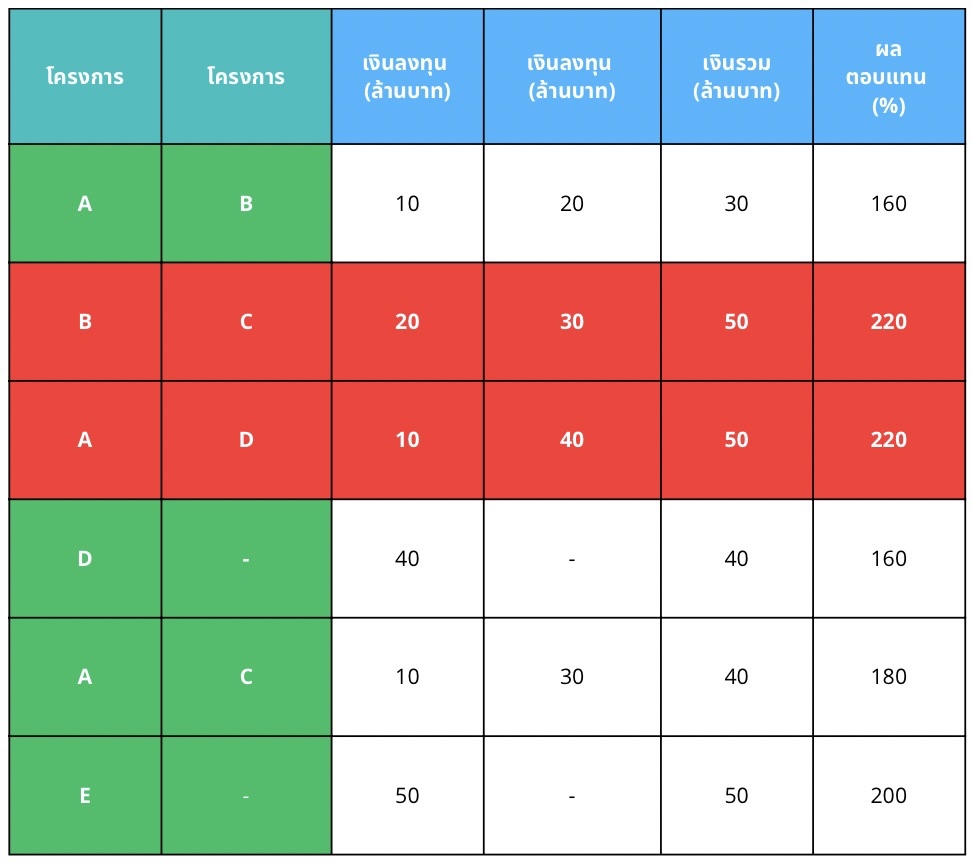 โครงการ โครงการ เงินลงทุน (ล้านบาท) เงินลงทุน (ล้านบาท) เงินรวม (ล้านบาท) ผลตอบแทน (%)
A B 10 20 30 160
B C 20 30 50 220
A D 10 40 50 220
D - 40 - 40 160
A C 10 30 40 180
E - 50 - 50 200